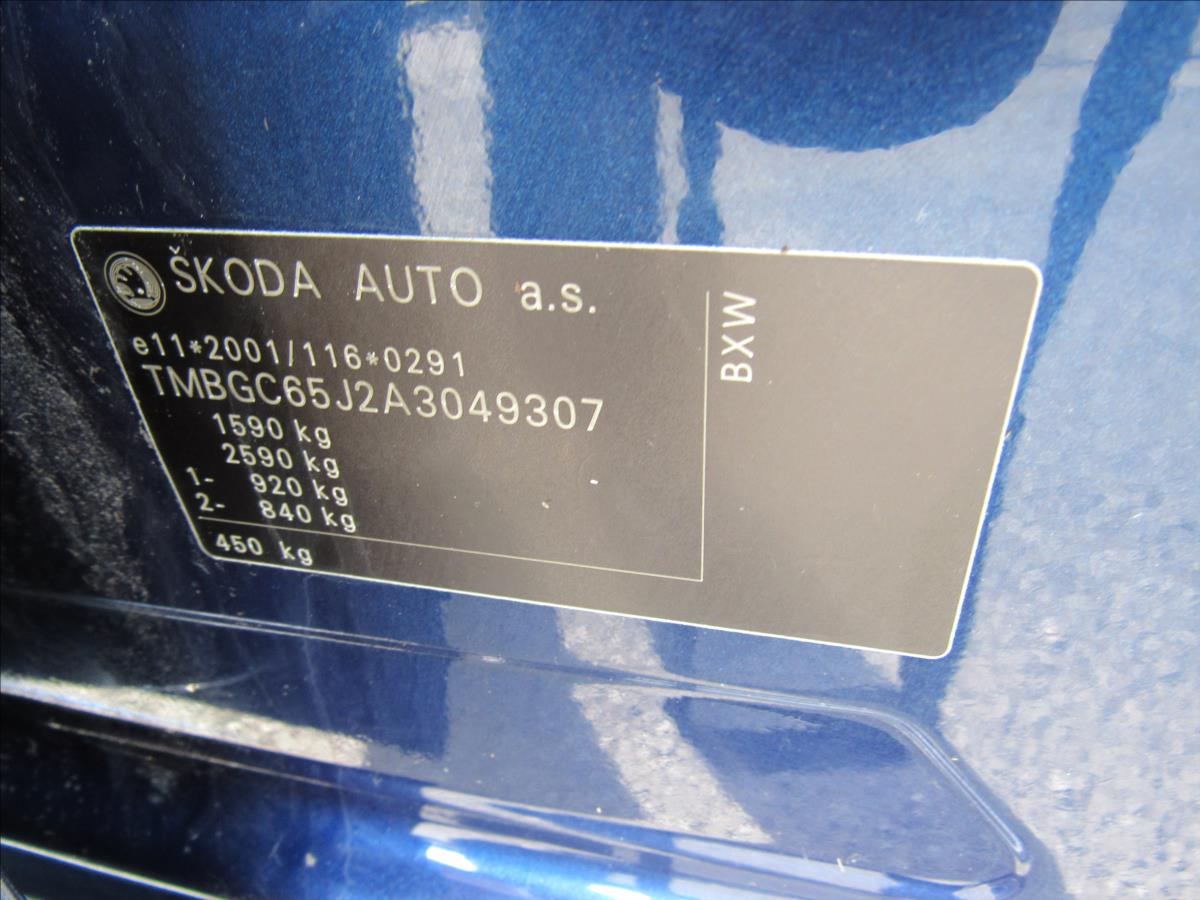 ŠKODA AUTO a.s.
e11*2001/116*0291
TMBGC65J2A3049307
1590 kg
2590 kg
1- 920 kg
2- 840 kg
450 kg
BXW